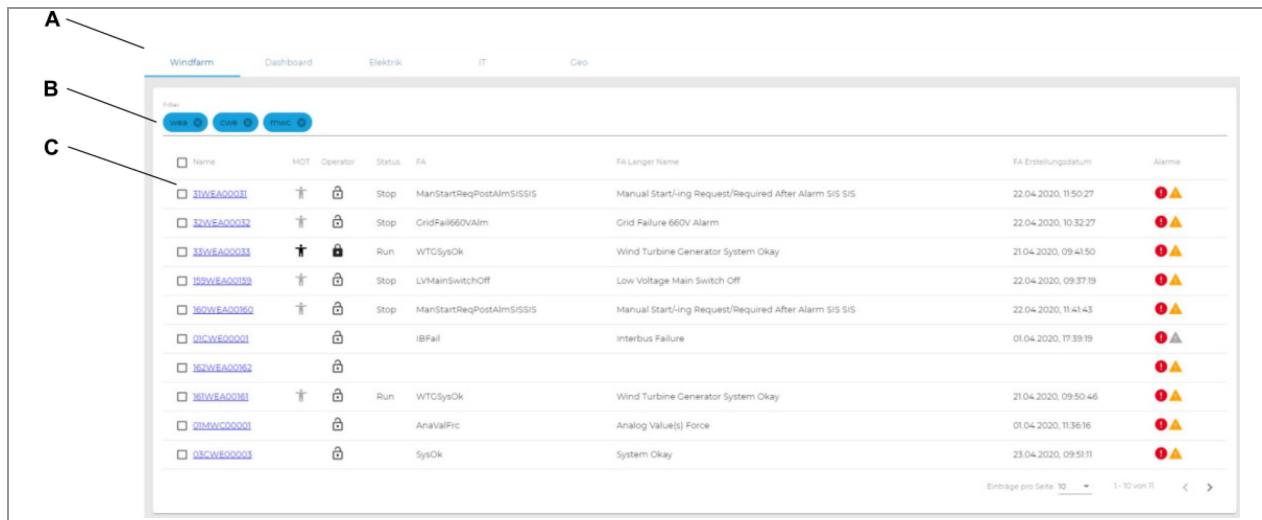 A
Windfarm Dashboard Elektrik IT Geo
B
Filter
wea cwe mwc
C
Name MOT Operator Status FA FA Langer Name FA Erstellungsdatum Alarme
31WEA00031 Stop ManStartReqPostAlmSISSIS Manual Start/-ing Request/Required After Alarm SIS SIS 22.04.2020, 11:50:27
32WEA00032 Stop GridFail660VAlm Grid Failure 660V Alarm 22.04.2020, 10:32:27
33WEA00033 Run WTGSysOk Wind Turbine Generator System Okay 21.04.2020, 09:41:50
159WEA00159 Stop LVMainSwitchOff Low Voltage Main Switch Off 22.04.2020, 09:37:19
160WEA00160 Stop ManStartReqPostAlmSISSIS Manual Start/-ing Request/Required After Alarm SIS SIS 22.04.2020, 11:41:43
01CWE00001 IBFail Interbus Failure 01.04.2020, 17:39:19
162WEA00162
161WEA00161 Run WTGSysOk Wind Turbine Generator System Okay 21.04.2020, 09:50:46
01MWC00001 AnaValFrc Analog Value(s) Force 01.04.2020, 11:36:16
03CWE00003 SysOk System Okay 23.04.2020, 09:51:11
Einträge pro Seite 10 1 - 10 von 11